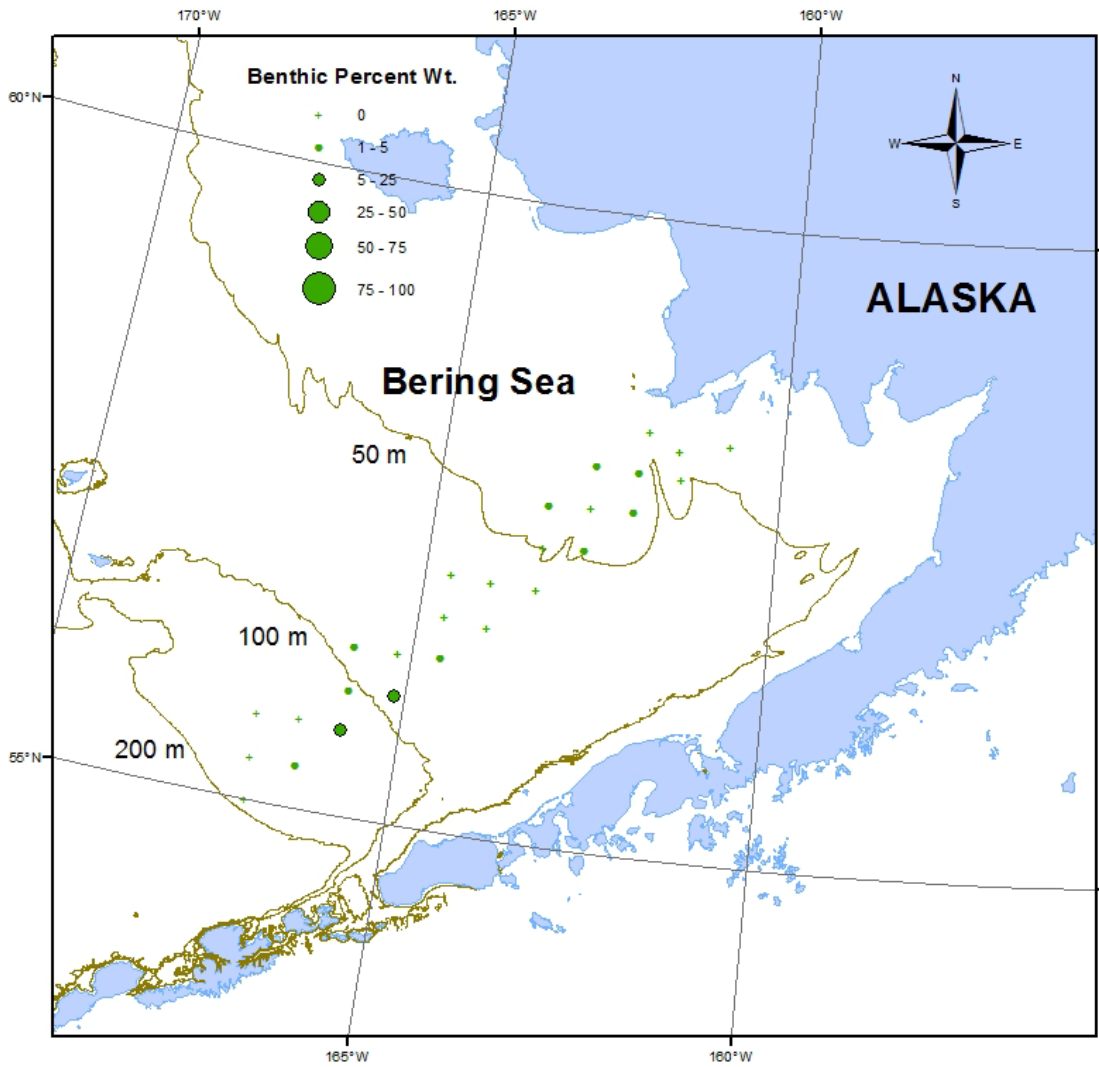 170°W 165°W 160°W
Benthic Percent Wt.
60°N
0
1 - 5
5 - 25
25 - 50
50 - 75
75 - 100
N
W E
S
ALASKA
Bering Sea
50 m
100 m
200 m
55°N
165°W 160°W